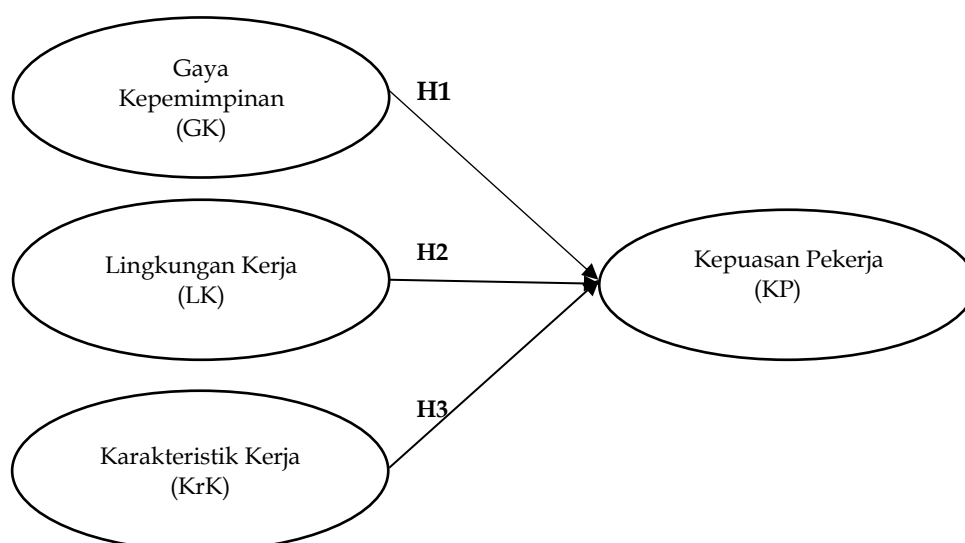 Gaya
Kepemimpinan
(GK)
H1
Lingkungan Kerja
(LK)
H2
Kepuasan Pekerja
(KP)
Karakteristik Kerja
(KrK)
H3